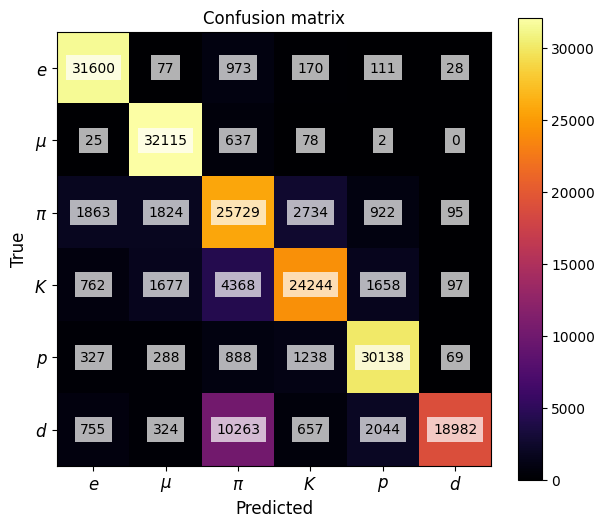 Confusion matrix
e 31600 77 973 170 111 28
μ 25 32115 637 78 2 0
π 1863 1824 25729 2734 922 95
K 762 1677 4368 24244 1658 97
p 327 288 888 1238 30138 69
d 755 324 10263 657 2044 18982
e μ π K p d
Predicted
True
30000
25000
20000
15000
10000
5000
0